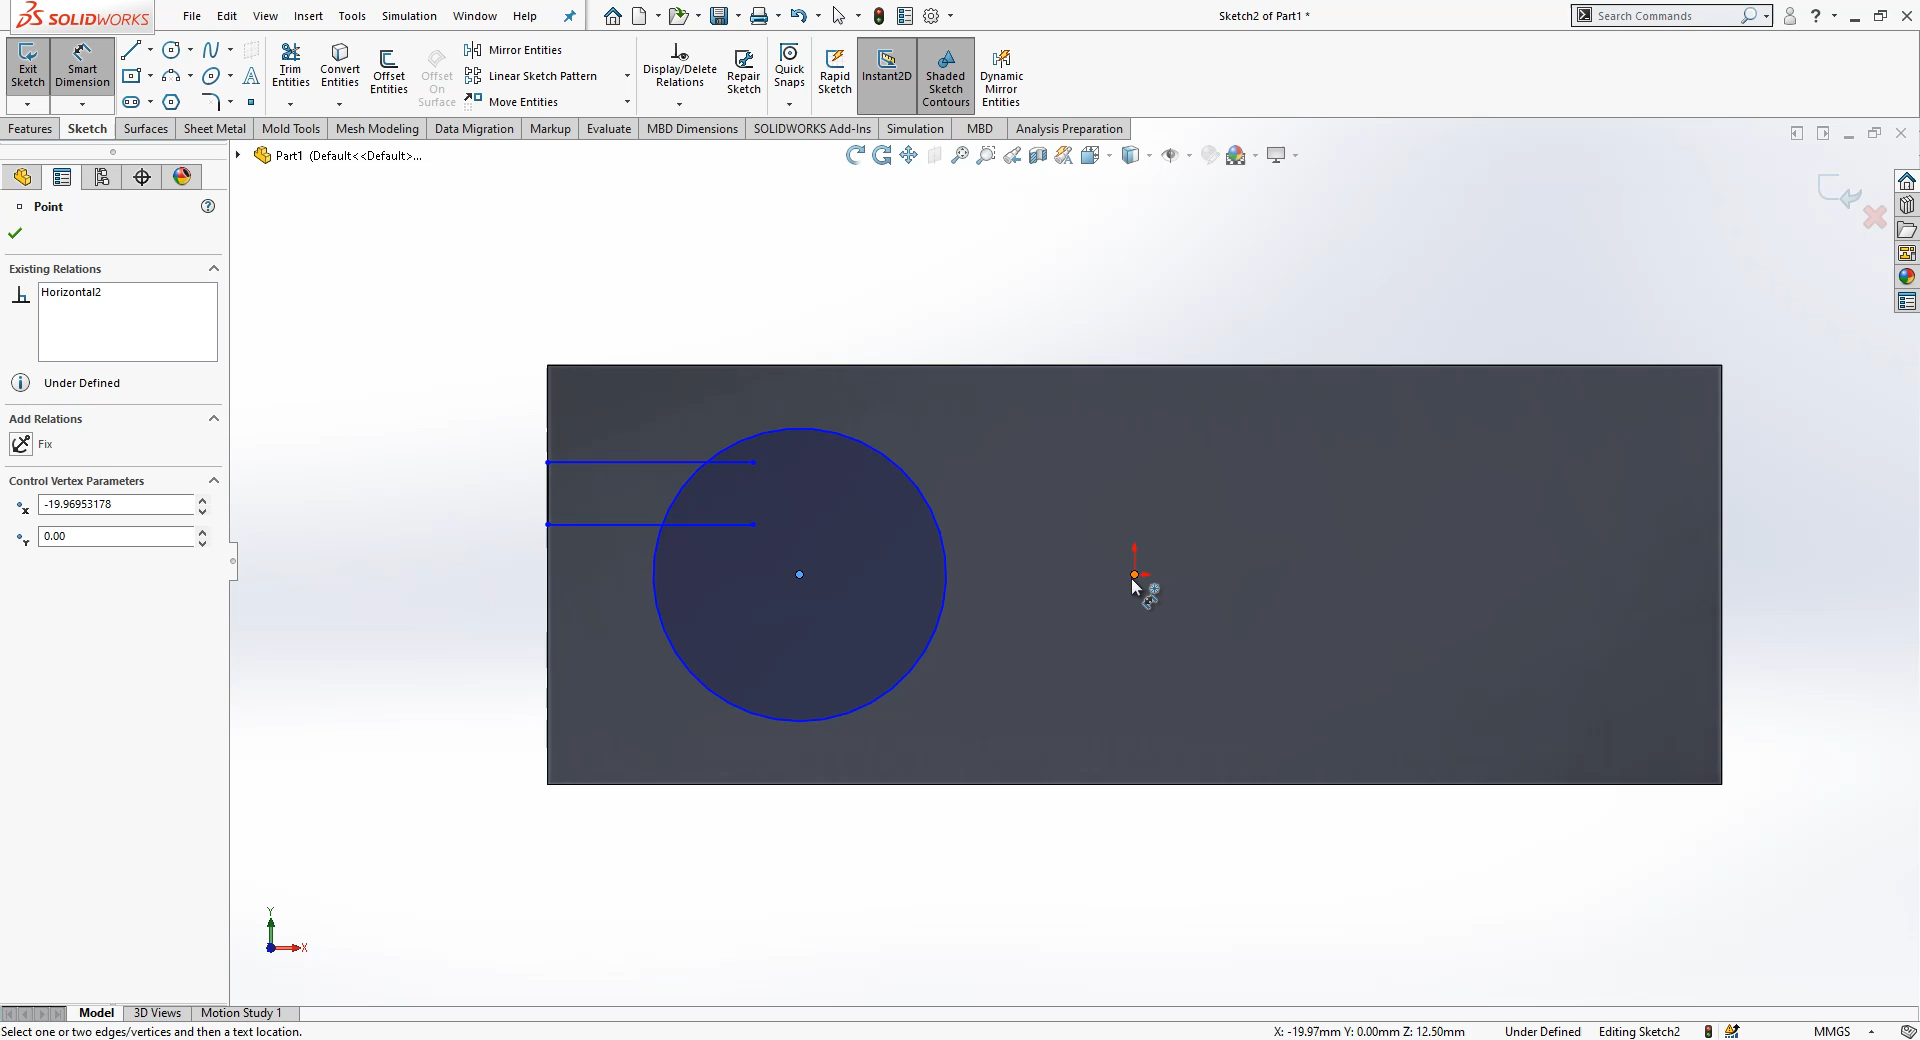 SOLIDWORKS File Edit View Insert Tools Simulation Window Help Sketch2 of Part1 * Search Commands ?
Exit Sketch Smart Dimension Trim Entities Convert Entities Offset Entities Offset On Surface Mirror Entities Linear Sketch Pattern Move Entities Display/Delete Relations Repair Sketch Quick Snaps Rapid Sketch Instant2D Shaded Sketch Contours Dynamic Mirror Entities
Features Sketch Surfaces Sheet Metal Mold Tools Mesh Modeling Data Migration Markup Evaluate MBD Dimensions SOLIDWORKS Add-Ins Simulation MBD Analysis Preparation
Part1 (Default<<Default>...
Point
Existing Relations
Horizontal2
Under Defined
Add Relations
Fix
Control Vertex Parameters
x -19.96953178
Y 0.00
Y
X
Model 3D Views Motion Study 1
Select one or two edges/vertices and then a text location. X: -19.97mm Y: 0.00mm Z: 12.50mm Under Defined Editing Sketch2 MMGS